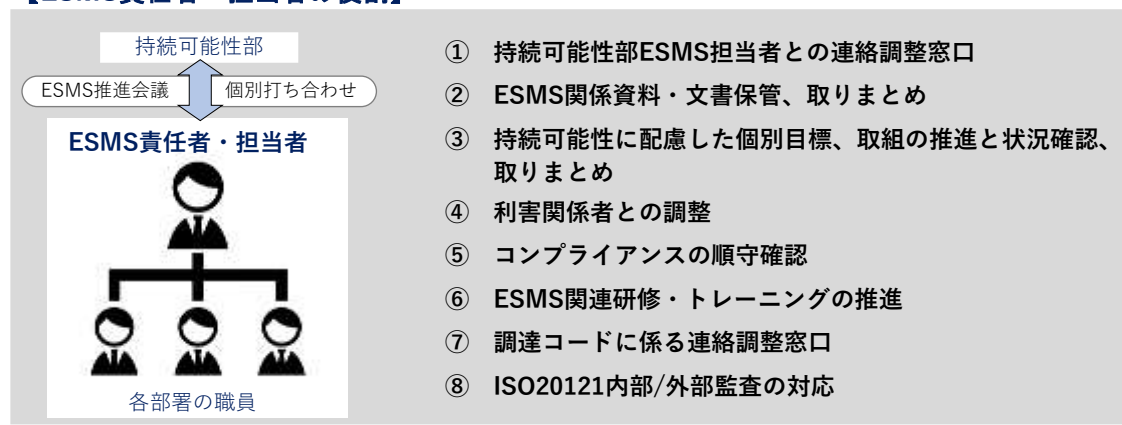 持続可能性部
ESMS推進会議
個別打ち合わせ
ESMS責任者・担当者
各部署の職員
① 持続可能性部ESMS担当者との連絡調整窓口
② ESMS関係資料・文書保管、取りまとめ
③ 持続可能性に配慮した個別目標、取組の推進と状況確認、
取りまとめ
④ 利害関係者との調整
⑤ コンプライアンスの順守確認
⑥ ESMS関連研修・トレーニングの推進
⑦ 調達コードに係る連絡調整窓口
⑧ ISO20121内部/外部監査の対応